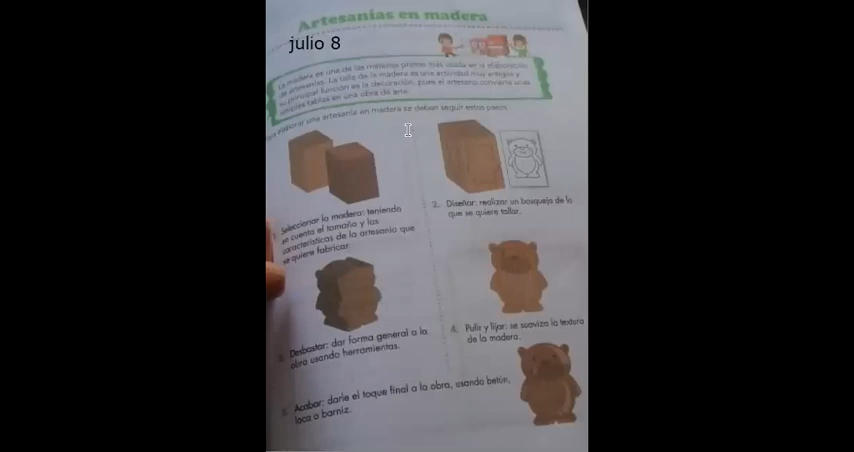 Artesanías en madera
julio 8
La madera es una de las materias primas más usada en la elaboración
de artesanías. La talla de la madera es una actividad muy antigua y
su principal función es la decoración, pues el artesano convierte unas
simples tablas en una obra de arte.
elaborar una artesanía en madera se deben seguir estos pasos
1. Seleccionar la madera: teniendo
en cuenta el tamaño y las
características de la artesanía que
se quiere fabricar.
2. Diseñar: realizar un bosquejo de lo
que se quiere tallar.
3. Desbastar: dar forma general a la
obra usando herramientas.
4. Pulir y lijar: se suaviza la textura
de la madera.
5. Acabar: darle el toque final a la obra, usando betún,
laca o barniz.